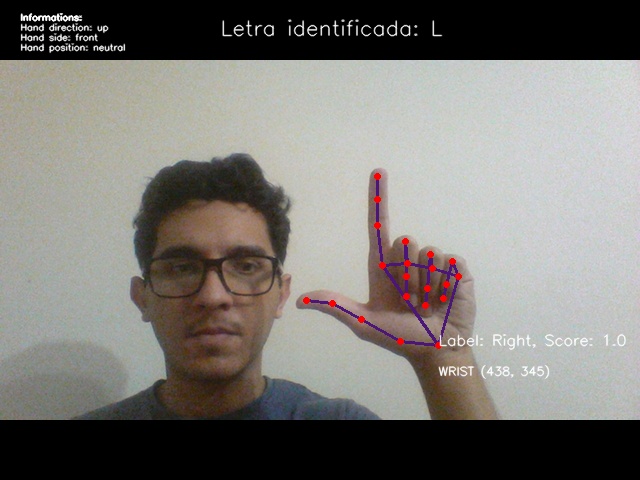 Informations:
Hand direction: up
Hand side: front
Hand position: neutral
Letra identificada: L
Label: Right, Score: 1.0
WRIST (438, 345)